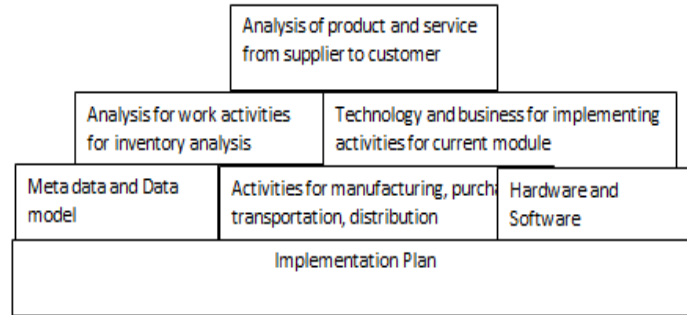 Analysis of product and service
from supplier to customer
Analysis for work activities
for inventory analysis
Technology and business for implementing
activities for current module
Meta data and Data
model
Activities for manufacturing, purcha
transportation, distribution
Hardware and
Software
Implementation Plan